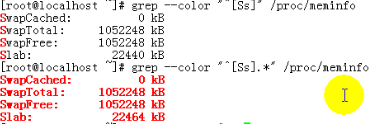 [root@localhost ~]# grep --color "^[Ss]" /proc/meminfo
SwapCached: 0 kB
SwapTotal: 1052248 kB
SwapFree: 1052248 kB
Slab: 22440 kB
[root@localhost ~]# grep --color "^[Ss].*" /proc/meminfo
SwapCached: 0 kB
SwapTotal: 1052248 kB
SwapFree: 1052248 kB
Slab: 22464 kB